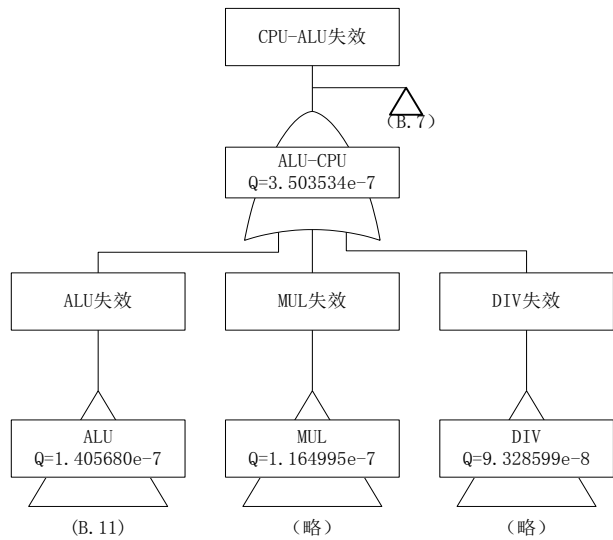 CPU-ALU失效
(B.7)
ALU-CPU
Q=3.503534e-7
ALU失效
MUL失效
DIV失效
ALU
Q=1.405680e-7
MUL
Q=1.164995e-7
DIV
Q=9.328599e-8
(B.11)
（略）
（略）